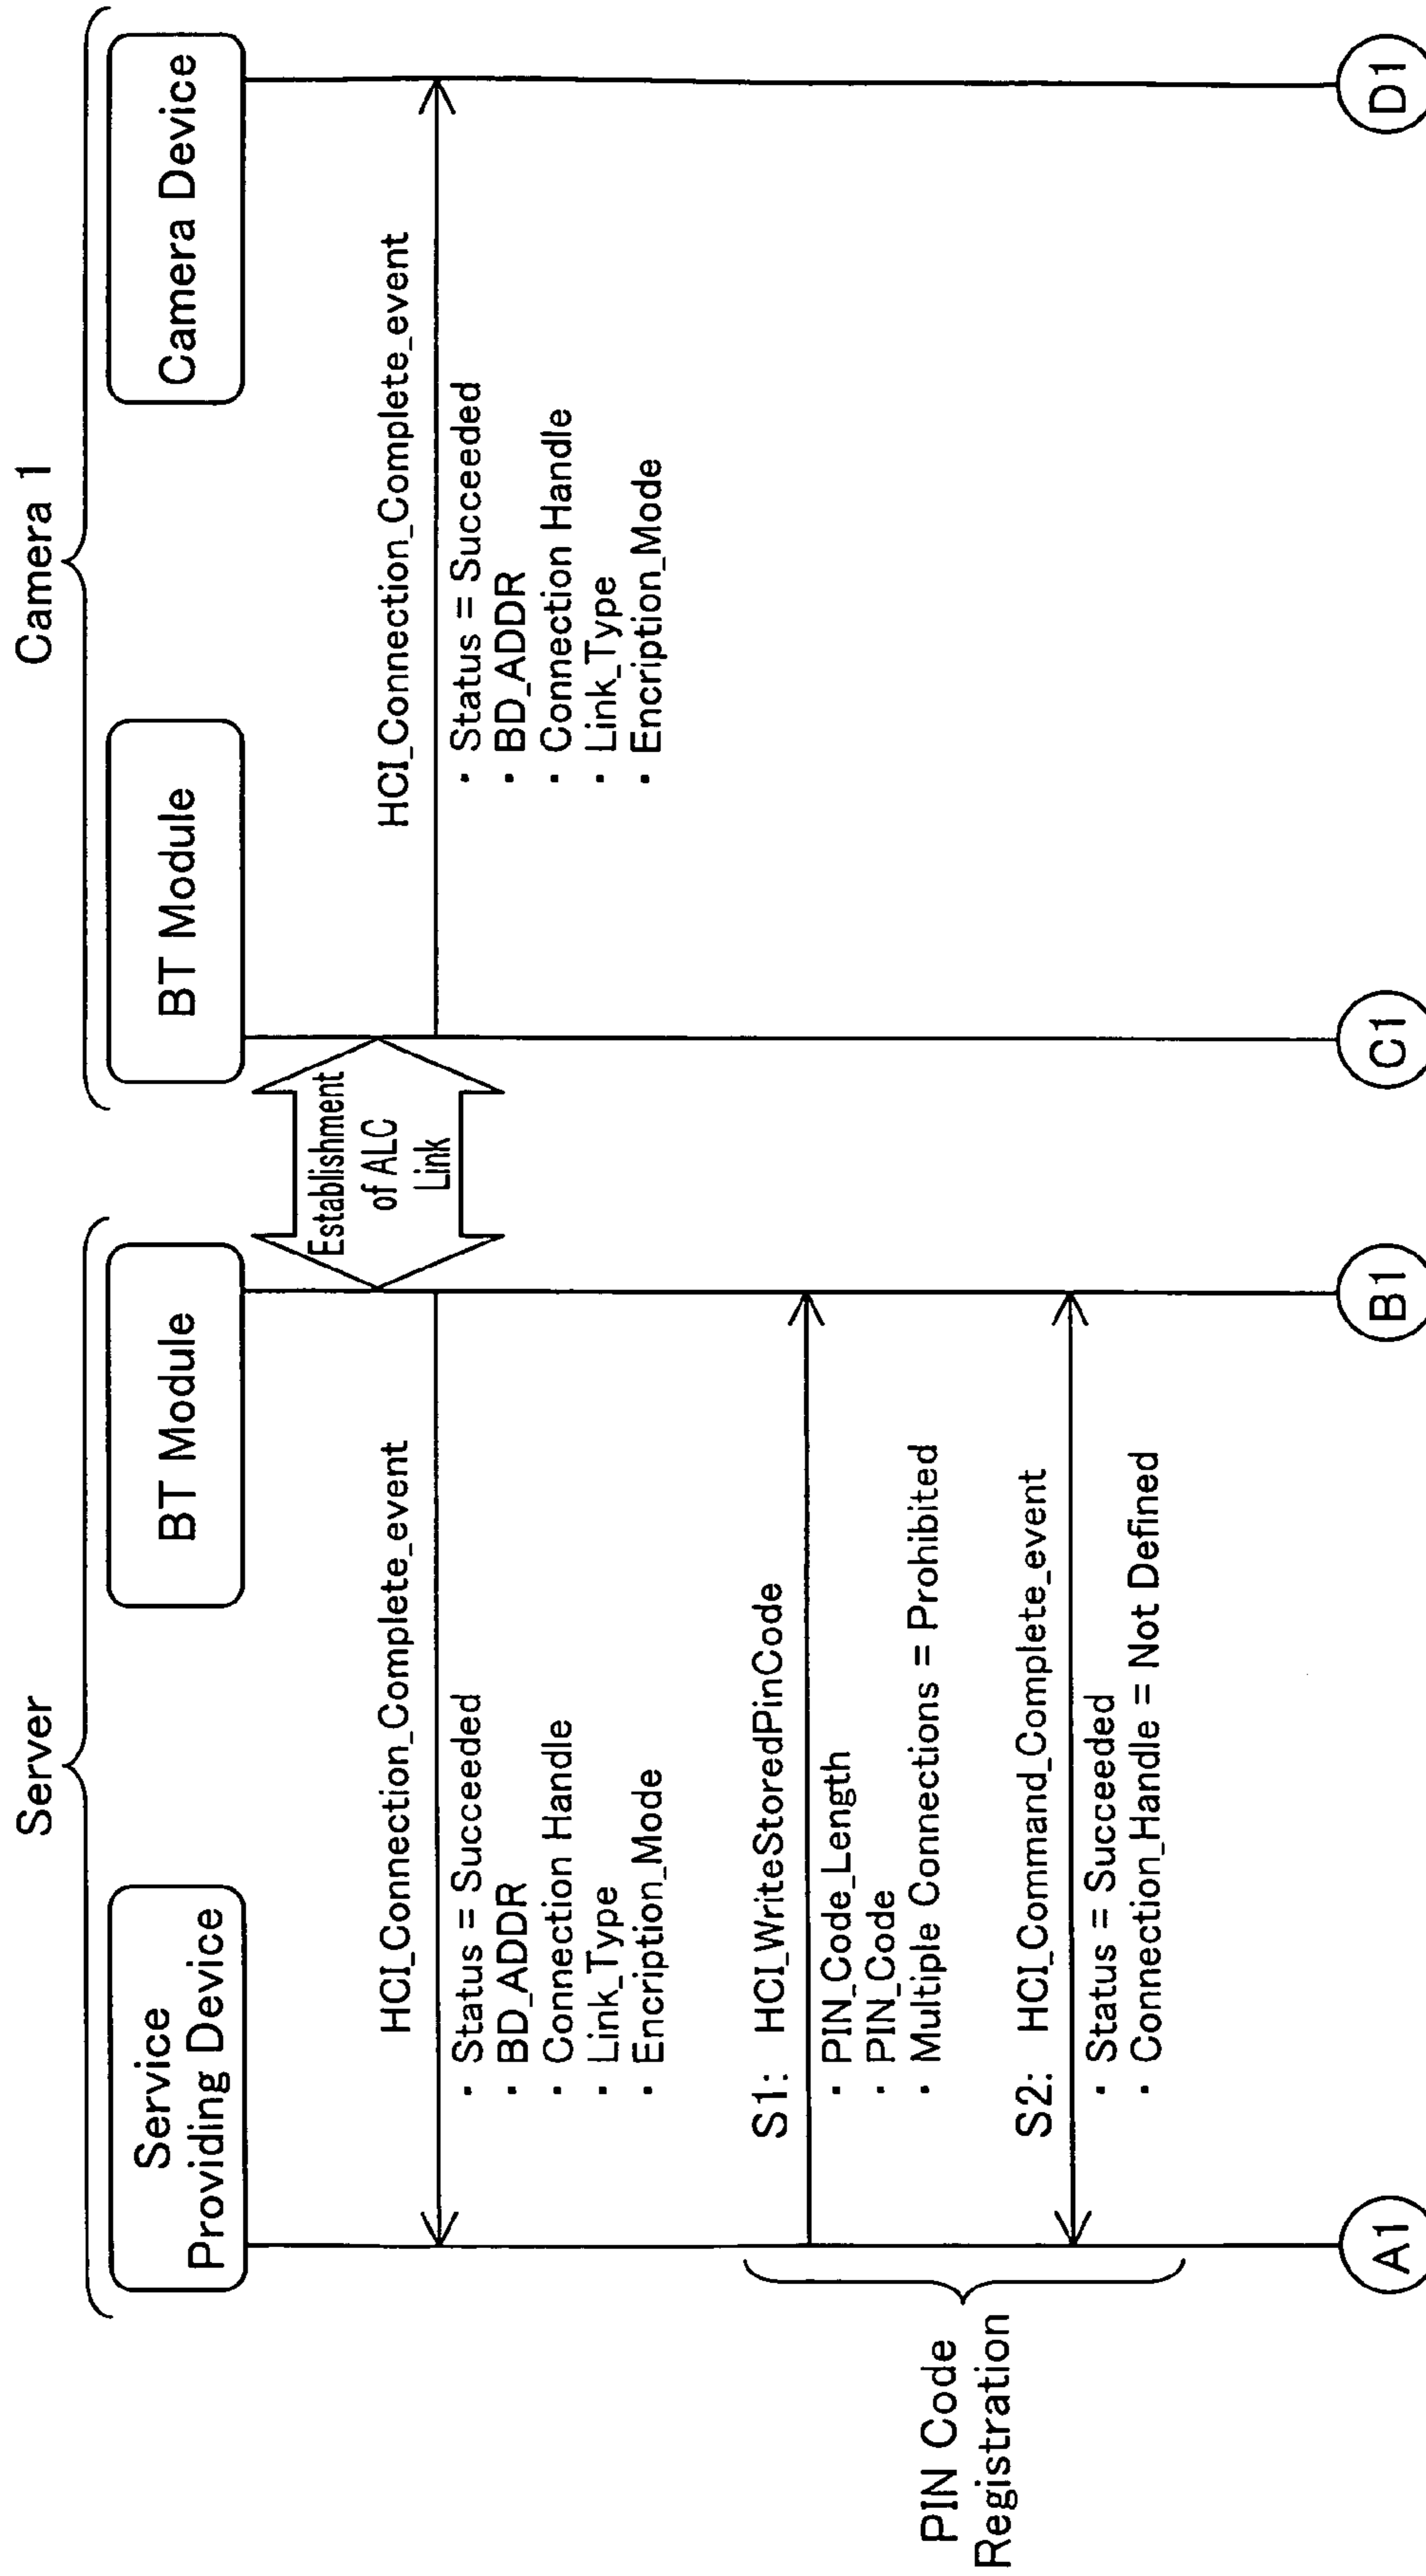 Server
Camera 1
Service
Providing Device
BT Module
BT Module
Camera Device
Establishment
of ALC
Link
HCI_Connection_Complete_event
・ Status = Succeeded
・ BD_ADDR
・ Connection Handle
・ Link_Type
・ Encription_Mode
HCI_Connection_Complete_event
・ Status = Succeeded
・ BD_ADDR
・ Connection Handle
・ Link_Type
・ Encription_Mode
PIN Code
Registration
S1: HCI_WriteStoredPinCode
・ PIN_Code_Length
・ PIN_Code
・ Multiple Connections = Prohibited
S2: HCI_Command_Complete_event
・ Status = Succeeded
・ Connection_Handle = Not Defined
A1
B1
C1
D1